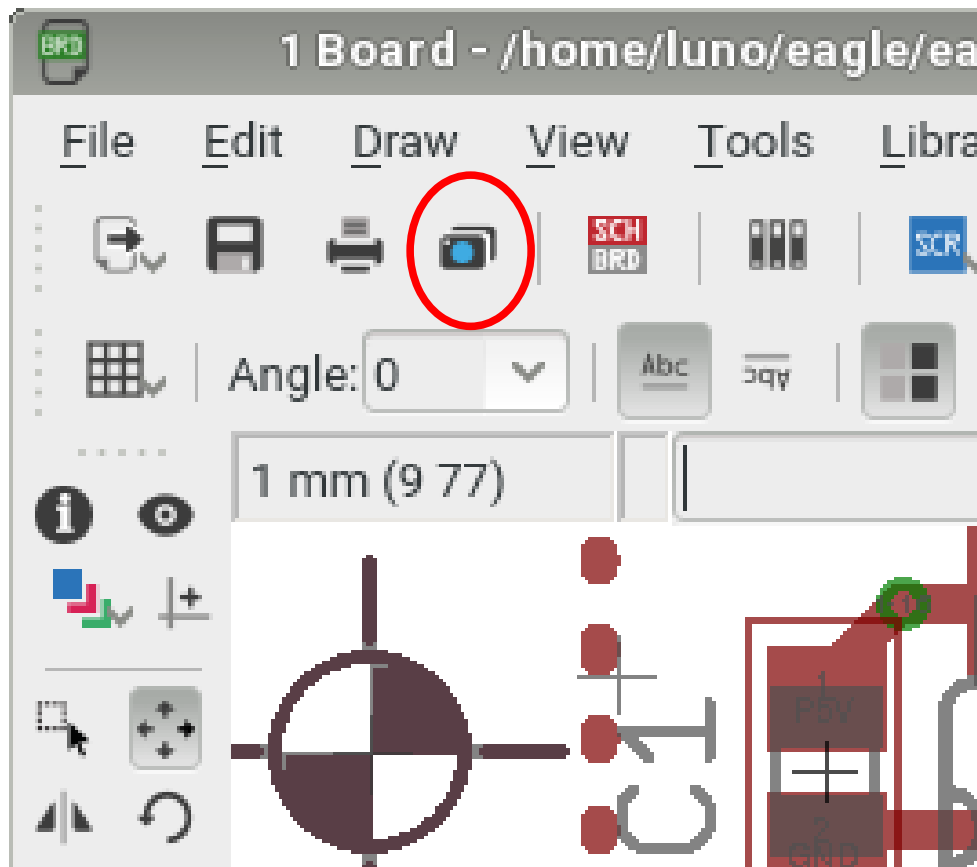 BRD
1 Board - /home/luno/eagle/ea
File Edit Draw View Tools Libra
SCH
BRD
SCR
Angle: 0
Abc
Abc
1 mm (9 77)
i
C1
1
1
P5V
2
GND